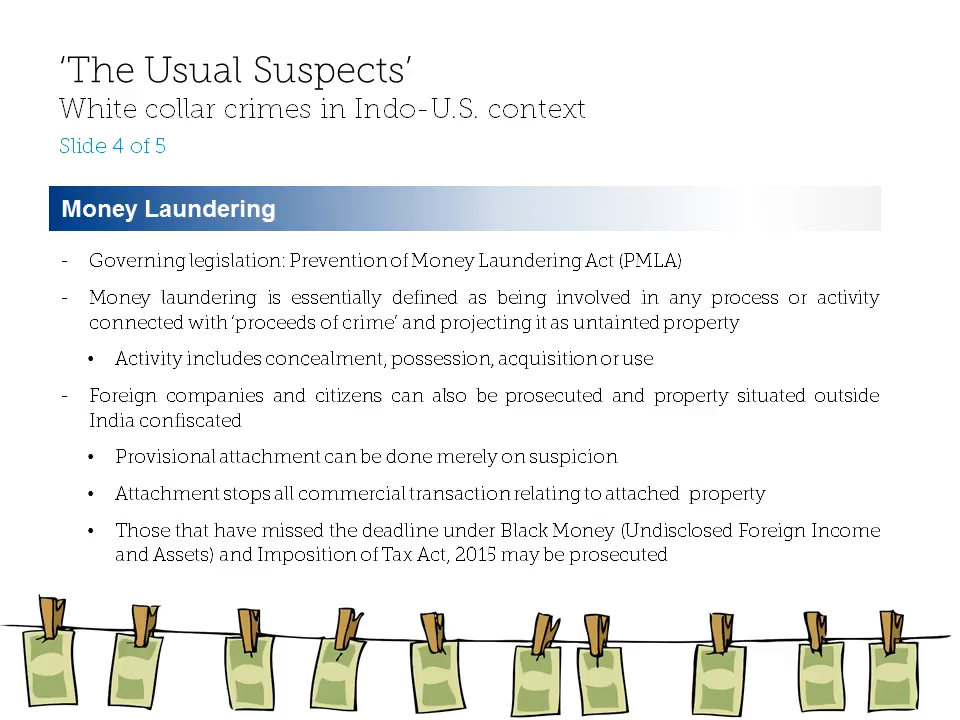 ‘The Usual Suspects’
White collar crimes in Indo-U.S. context
Slide 4 of 5
Money Laundering
- Governing legislation: Prevention of Money Laundering Act (PMLA)
- Money laundering is essentially defined as being involved in any process or activity
connected with ‘proceeds of crime’ and projecting it as untainted property
• Activity includes concealment, possession, acquisition or use
- Foreign companies and citizens can also be prosecuted and property situated outside
India confiscated
• Provisional attachment can be done merely on suspicion
• Attachment stops all commercial transaction relating to attached property
• Those that have missed the deadline under Black Money (Undisclosed Foreign Income
and Assets) and Imposition of Tax Act, 2015 may be prosecuted